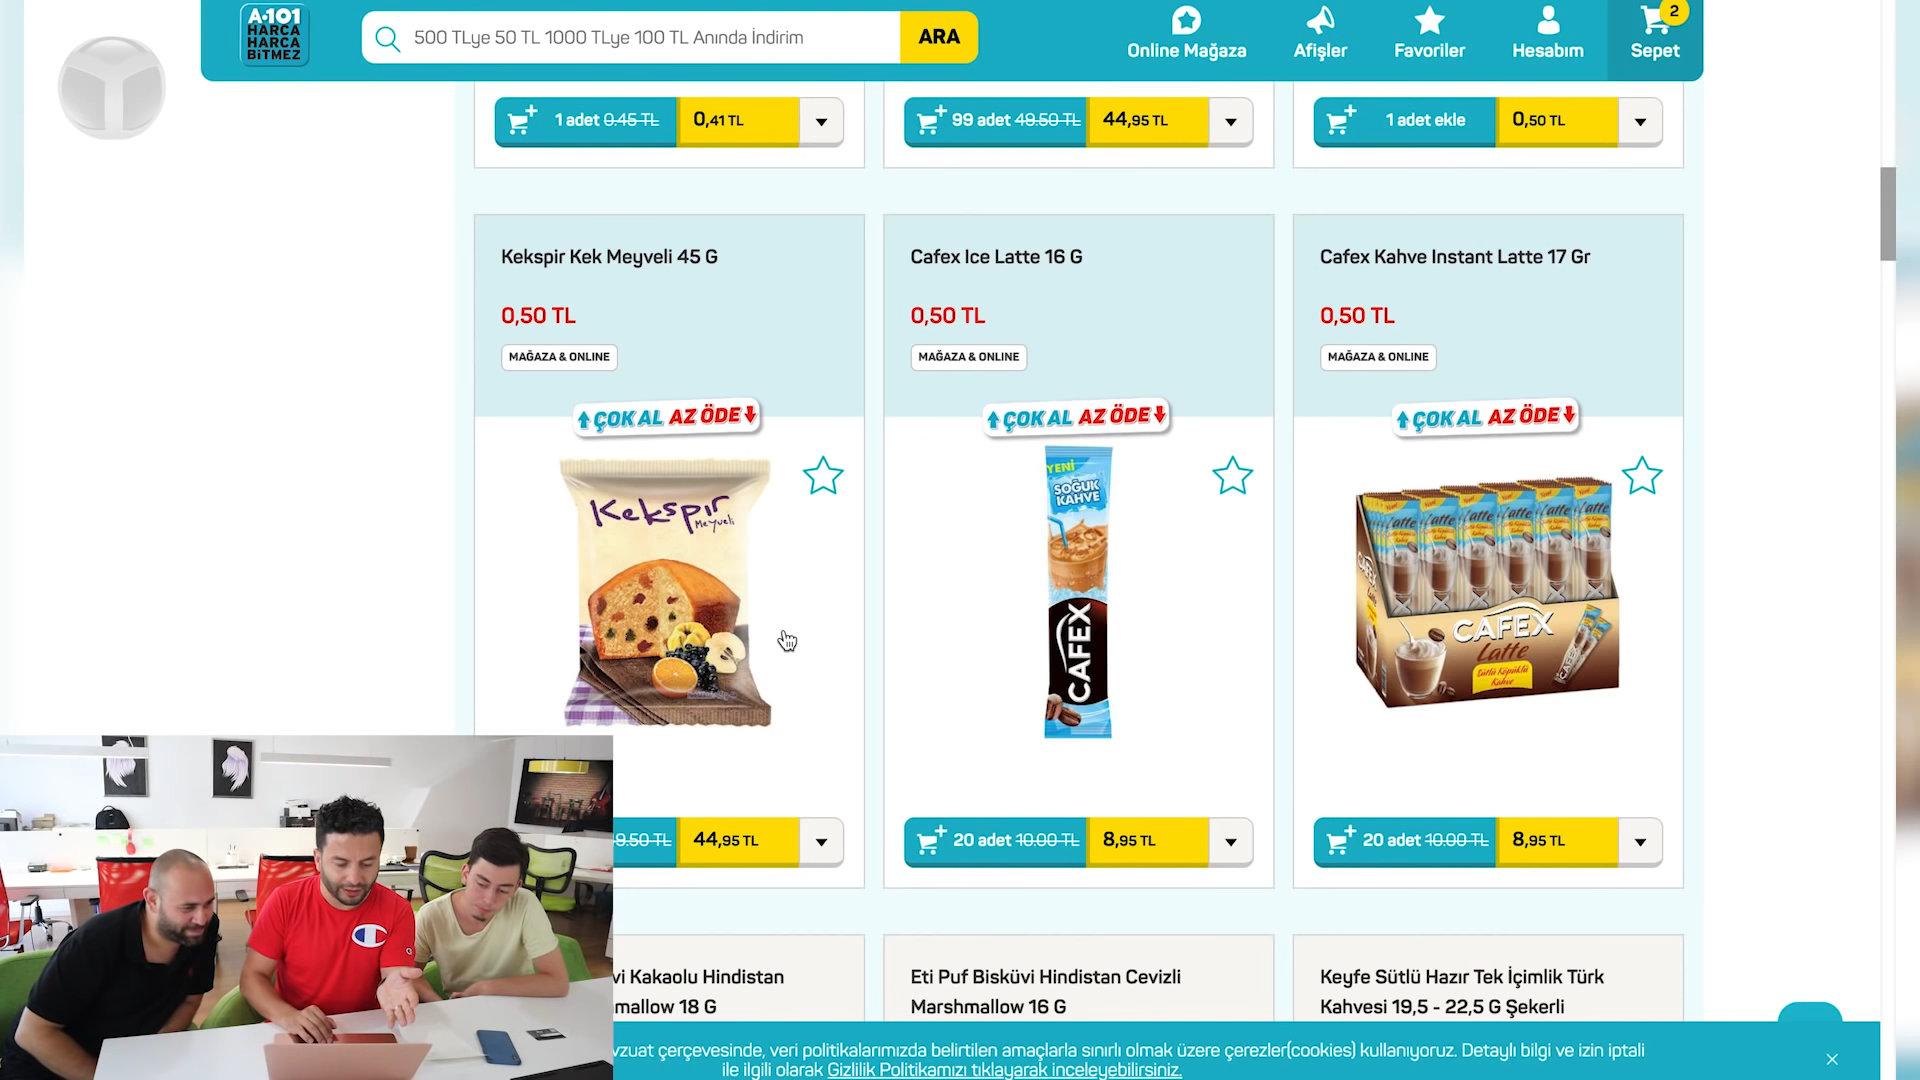 A-101
HARCA
HARCA
BİTMEZ
500 TLye 50 TL 1000 TLye 100 TL Anında İndirim
ARA
Online Mağaza
Afişler
Favoriler
Hesabım
2
Sepet
1 adet 0.45 TL
0,41 TL
99 adet 49.50 TL
44,95 TL
1 adet ekle
0,50 TL
Kekspir Kek Meyveli 45 G
0,50 TL
MAĞAZA & ONLINE
ÇOK AL AZ ÖDE
Kekspir
Meyveli
9.50 TL
44,95 TL
Cafex Ice Latte 16 G
0,50 TL
MAĞAZA & ONLINE
ÇOK AL AZ ÖDE
YENİ
SOĞUK
KAHVE
CAFEX
20 adet 10.00 TL
8,95 TL
Cafex Kahve Instant Latte 17 Gr
0,50 TL
MAĞAZA & ONLINE
ÇOK AL AZ ÖDE
CAFEX
Latte
Sütlü Köpüklü
Kahve
20 adet 10.00 TL
8,95 TL
vi Kakaolu Hindistan
mallow 18 G
Eti Puf Bisküvi Hindistan Cevizli
Marshmallow 16 G
Keyfe Sütlü Hazır Tek İçimlik Türk
Kahvesi 19,5 - 22,5 G Şekerli
vzuat çerçevesinde, veri politikalarımızda belirtilen amaçlarla sınırlı olmak üzere çerezler(cookies) kullanıyoruz. Detaylı bilgi ve izin iptali
ile ilgili olarak Gizlilik Politikamızı tıklayarak inceleyebilirsiniz.